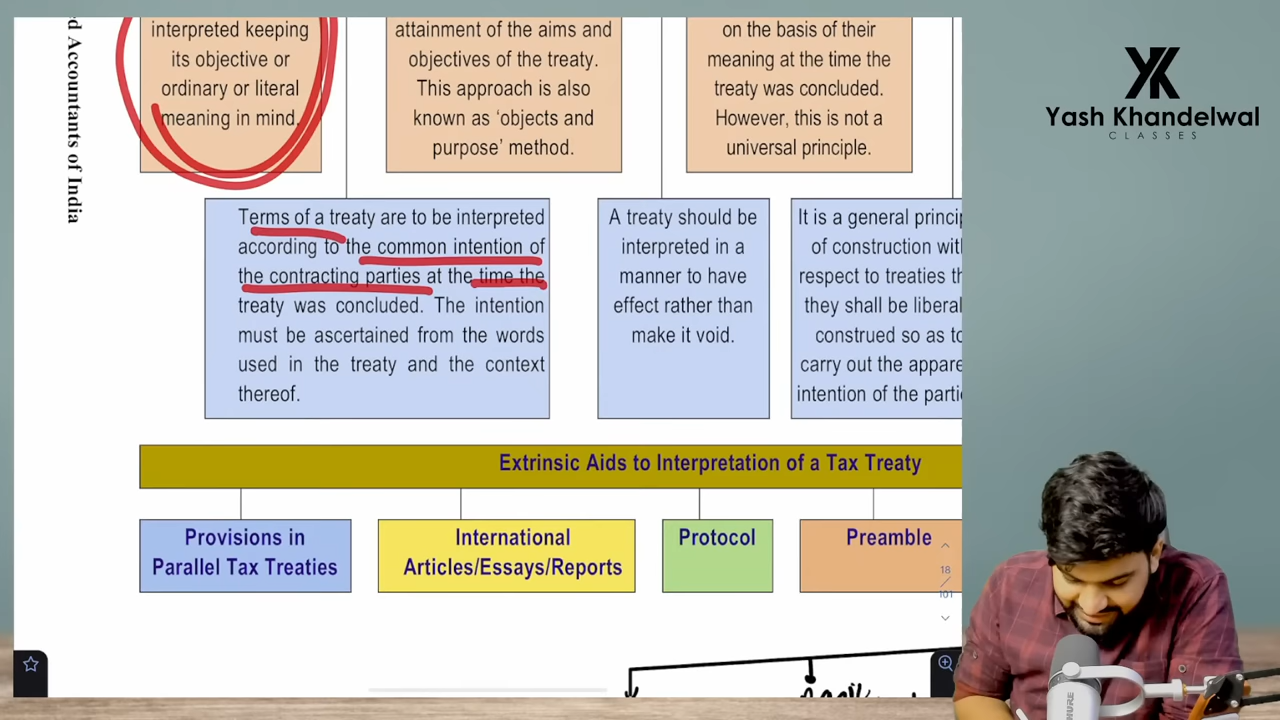 interpreted keeping
its objective or
ordinary or literal
meaning in mind.
attainment of the aims and
objectives of the treaty.
This approach is also
known as ‘objects and
purpose’ method.
on the basis of their
meaning at the time the
treaty was concluded.
However, this is not a
universal principle.
Terms of a treaty are to be interpreted
according to the common intention of
the contracting parties at the time the
treaty was concluded. The intention
must be ascertained from the words
used in the treaty and the context
thereof.
A treaty should be
interpreted in a
manner to have
effect rather than
make it void.
It is a general princip
of construction wit
respect to treaties th
they shall be liberal
construed so as to
carry out the appare
intention of the parti
Extrinsic Aids to Interpretation of a Tax Treaty
Provisions in
Parallel Tax Treaties
International
Articles/Essays/Reports
Protocol
Preamble
18
/
101
d Accountants of India
YK
Yash Khandelwal
CLASSES